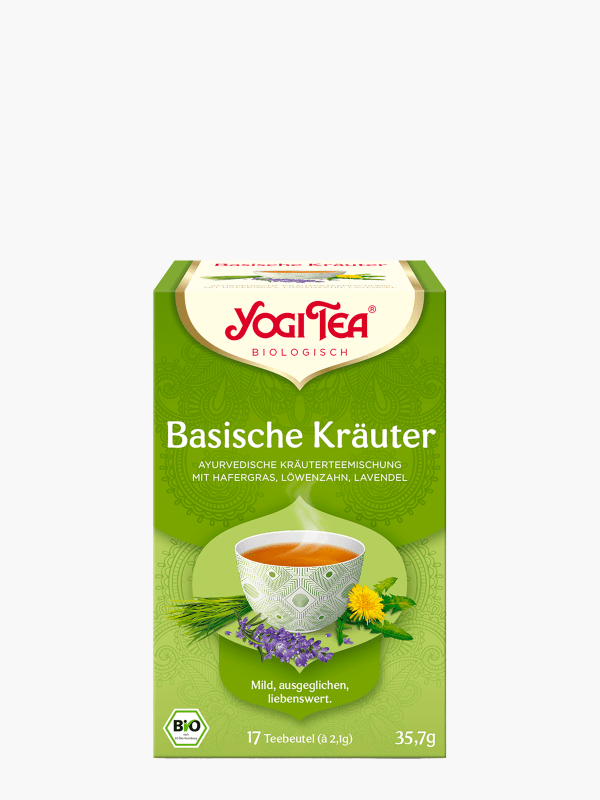 Basische Kräuter
YOGI TEA®
BIOLOGISCH
Basische Kräuter
AYURVEDISCHE KRÄUTERTEEMISCHUNG
MIT HAFERGRAS, LÖWENZAHN, LAVENDEL
Mild, ausgeglichen,
liebenswert.
BIO
17 Teebeutel (à 2,1g)
35,7g